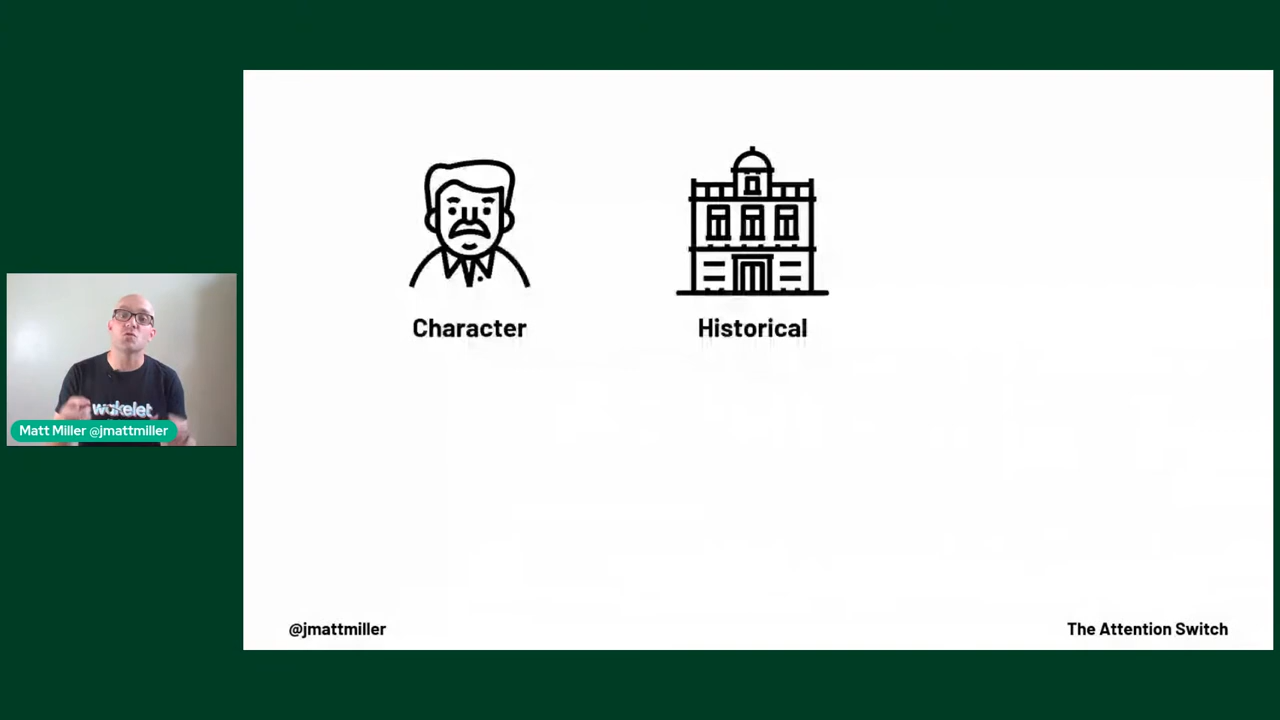 Character
Historical
wakelet
Matt Miller @jmattmiller
@jmattmiller
The Attention Switch